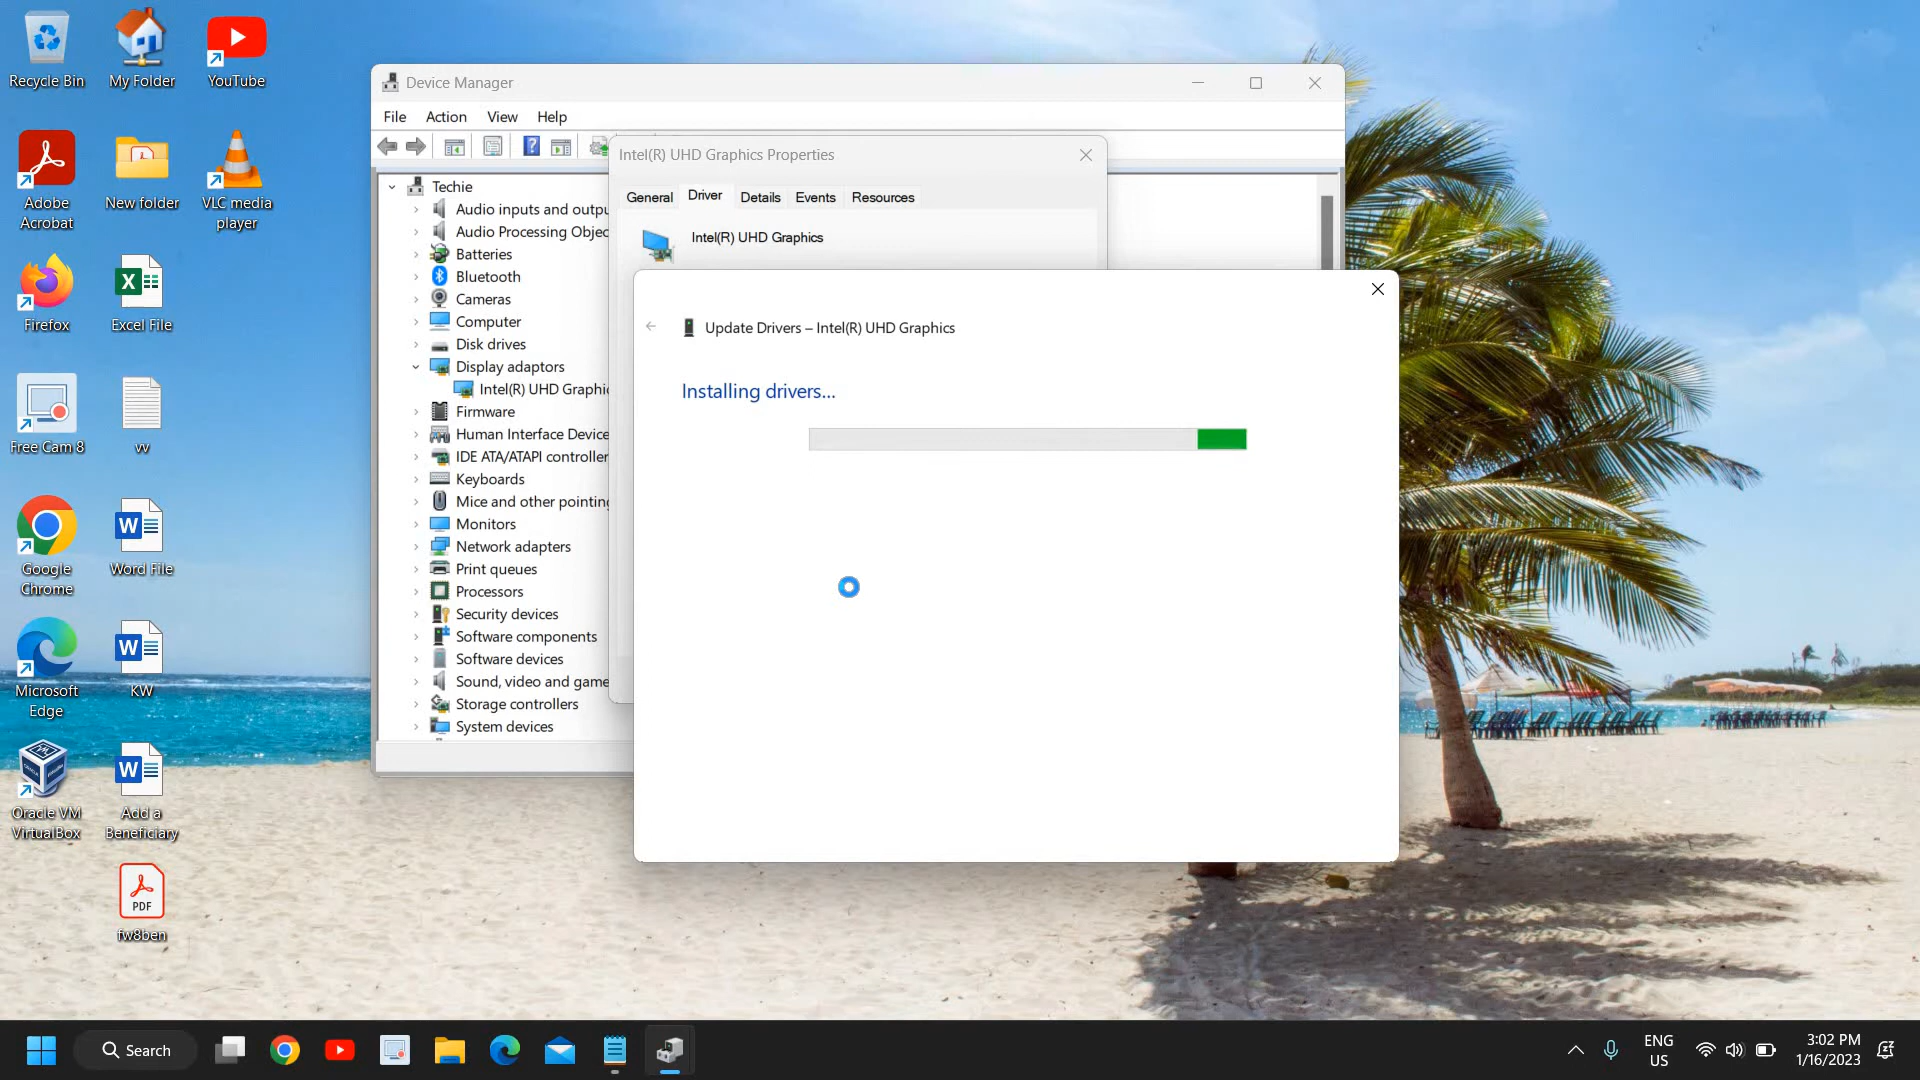 Recycle Bin
My Folder
YouTube
Adobe
Acrobat
New folder
VLC media
player
Firefox
Excel File
Free Cam 8
vv
Google
Chrome
Word File
Microsoft
Edge
KW
Oracle VM
VirtualBox
Add a
Beneficiary
PDF
fw8ben
Device Manager
File Action View Help
Techie
Audio inputs and outpu
Audio Processing Objec
Batteries
Bluetooth
Cameras
Computer
Disk drives
Display adaptors
Intel(R) UHD Graphic
Firmware
Human Interface Device
IDE ATA/ATAPI controller
Keyboards
Mice and other pointing
Monitors
Network adapters
Print queues
Processors
Security devices
Software components
Software devices
Sound, video and game
Storage controllers
System devices
Intel(R) UHD Graphics Properties
General Driver Details Events Resources
Intel(R) UHD Graphics
Update Drivers – Intel(R) UHD Graphics
Installing drivers...
Search
ENG
US
3:02 PM
1/16/2023